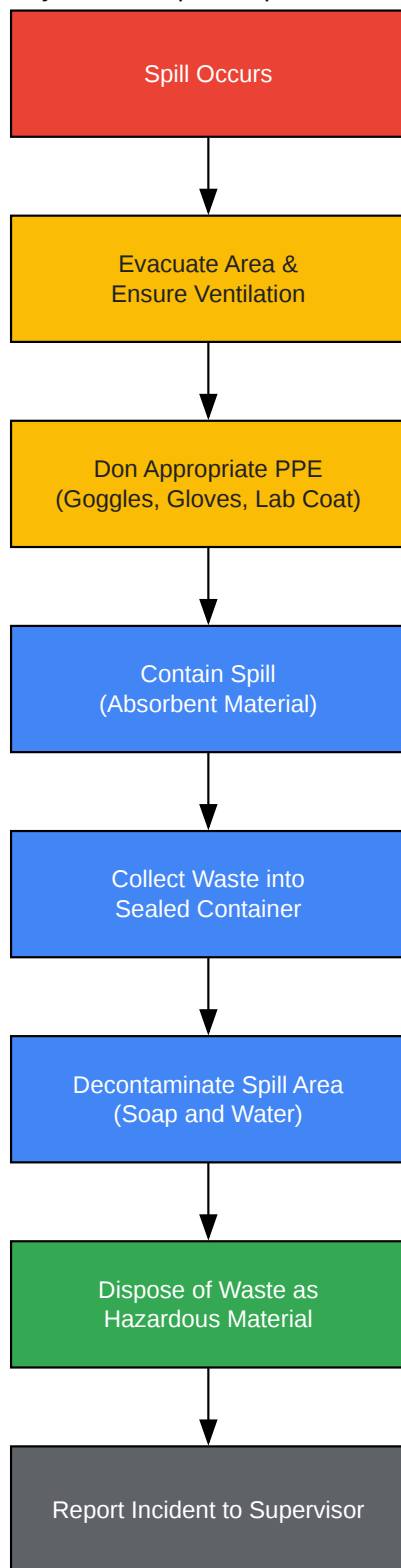 Spill Occurs
Evacuate Area &
Ensure Ventilation
Don Appropriate PPE
(Goggles, Gloves, Lab Coat)
Contain Spill
(Absorbent Material)
Collect Waste into
Sealed Container
Decontaminate Spill Area
(Soap and Water)
Dispose of Waste as
Hazardous Material
Report Incident to Supervisor